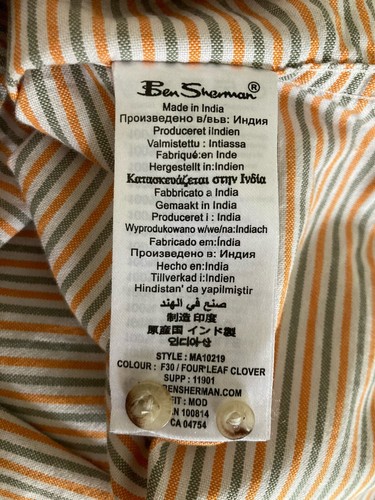 Ben Sherman®
Made in India
Произведено в/във: Индия
Produceret iIndien
Valmistettu : Intiassa
Fabriqué:en Inde
Hergestellt in:Indien
Κατασκευάζεται στην Ινδία
Fabbricato a India
Gemaakt in India
Produceret i : India
Wyprodukowano w/we/na:Indiach
Fabricado em:Índia
Произведено в: Индия
Hecho en:India
Tillverkad i:Indien
Hindistan' da yapilmiştir
صنع في الهند
制造 印度
原産国 インド製
인디아산
STYLE : MA10219
COLOUR : F30 / FOUR LEAF CLOVER
SUPP : 11901
BENSHERMAN.COM
FIT : MOD
RN 100814
CA 04754